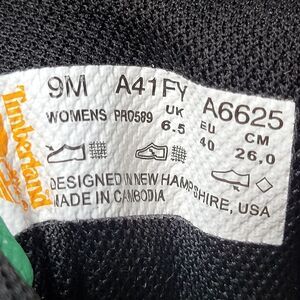 9M A41FY A6625
WOMENS PRO589 UK EU CM
6.5 40 26,0
DESIGNED IN NEW HAMPSHIRE, USA
MADE IN CAMBODIA
Timberland